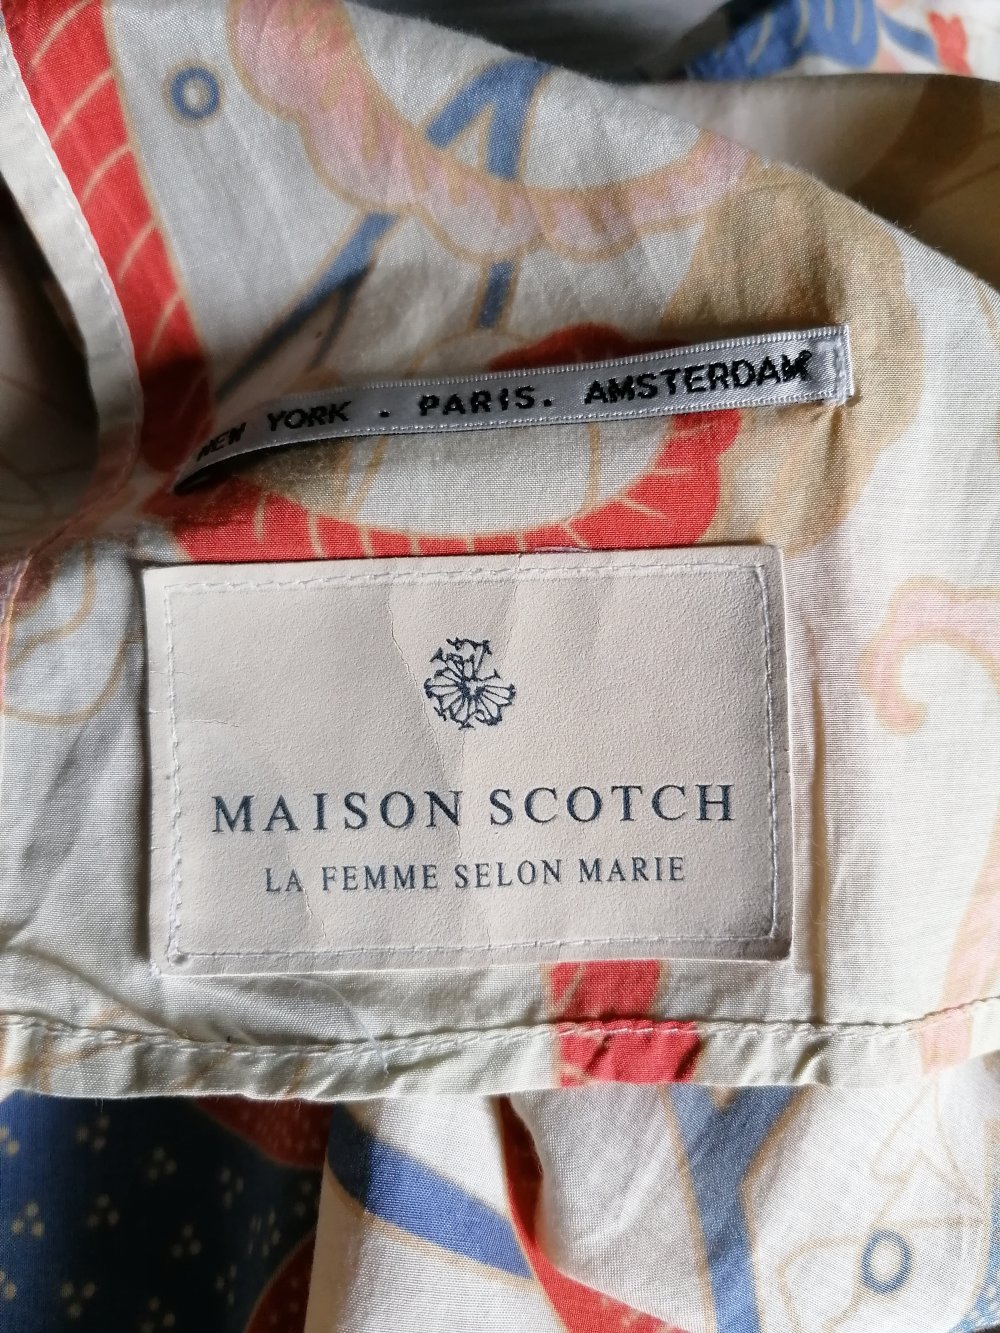 NEW YORK . PARIS. AMSTERDAM
MAISON SCOTCH
LA FEMME SELON MARIE